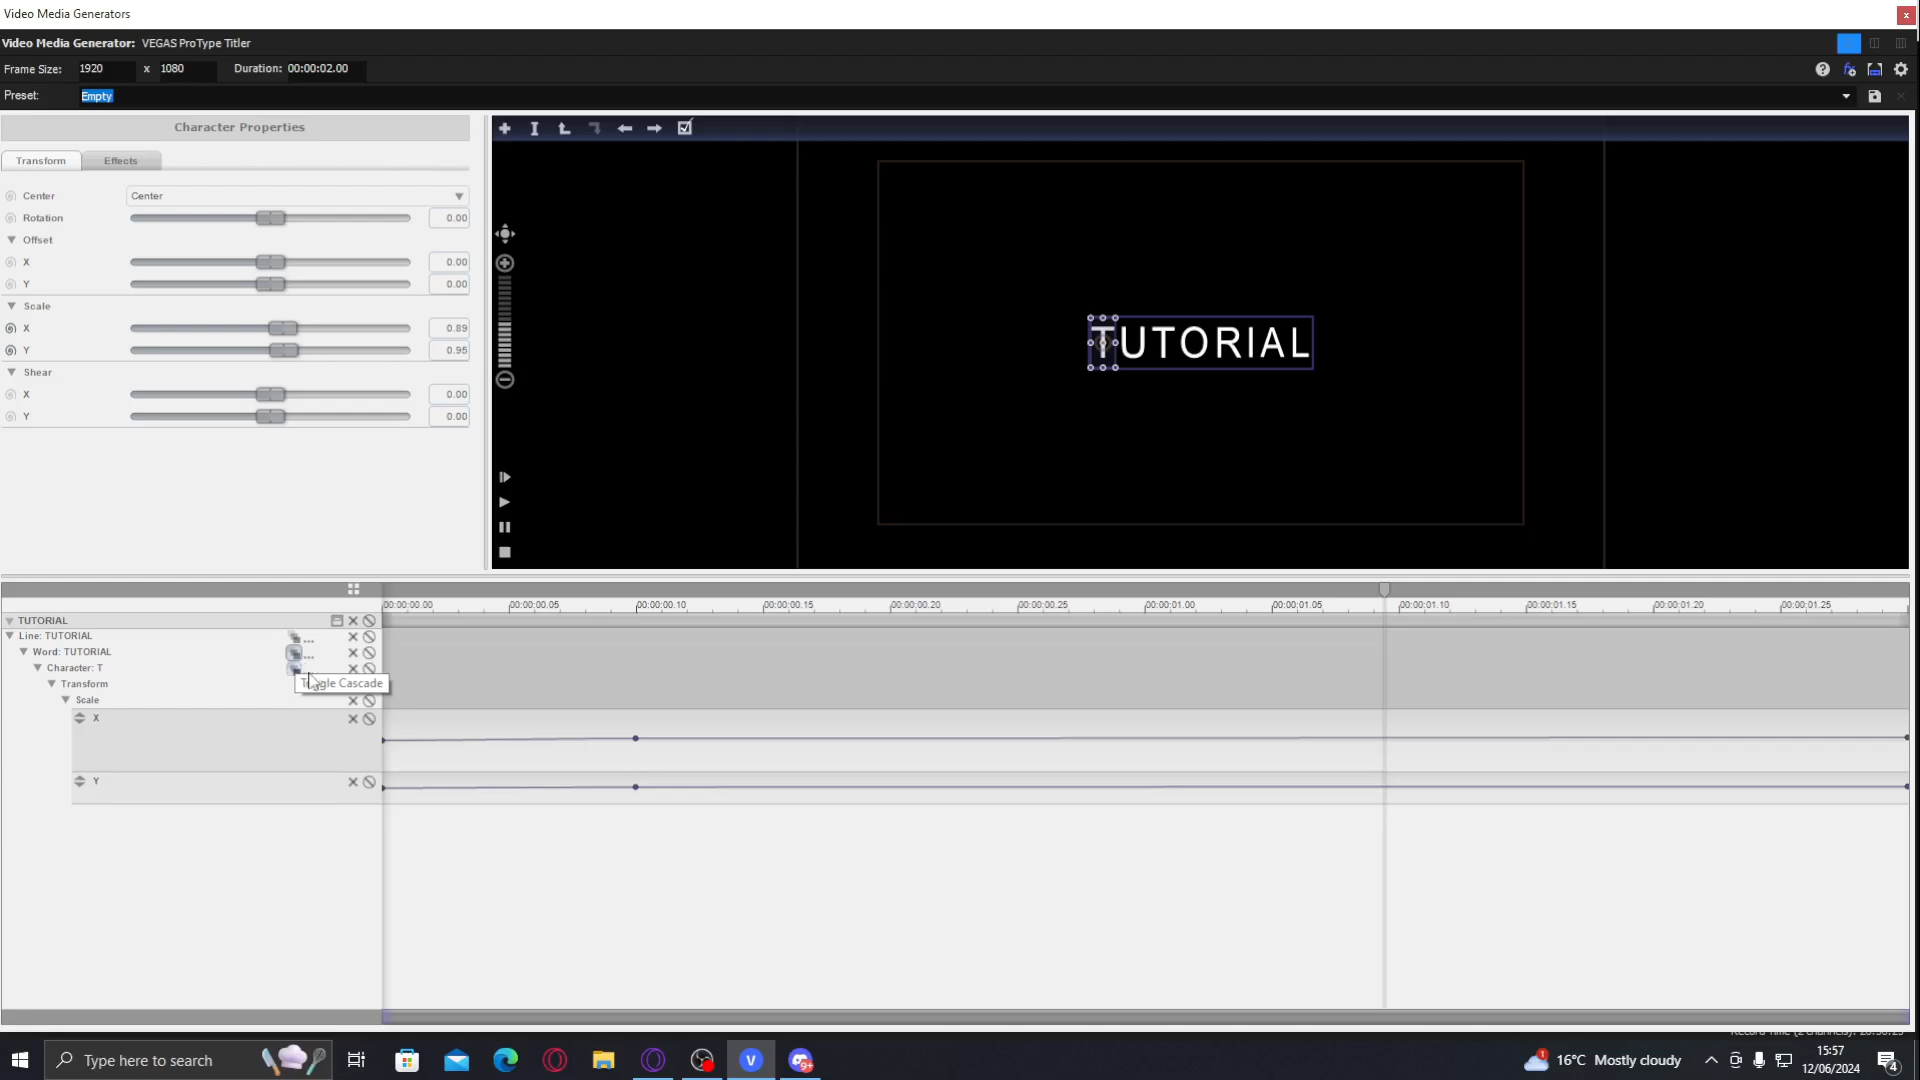 Video Media Generators
x
Video Media Generator: VEGAS ProType Titler
Frame Size: 1920 x 1080 Duration: 00:00:02.00
Preset: Empty
Character Properties
Transform Effects
Center Center
Rotation 0.00
Offset
X 0.00
Y 0.00
Scale
X 0.89
Y 0.95
Shear
X 0.00
Y 0.00
TUTORIAL
00:00:00.00 00:00:00.05 00:00:00.10 00:00:00.15 00:00:00.20 00:00:00.25 00:00:01.00 00:00:01.05 00:00:01.10 00:00:01.15 00:00:01.20 00:00:01.25
TUTORIAL
Line: TUTORIAL ...
Word: TUTORIAL ...
Character: T
Toggle Cascade
Transform
Scale
X
Y
Type here to search
9+
1
16°C Mostly cloudy
15:57
12/06/2024
4